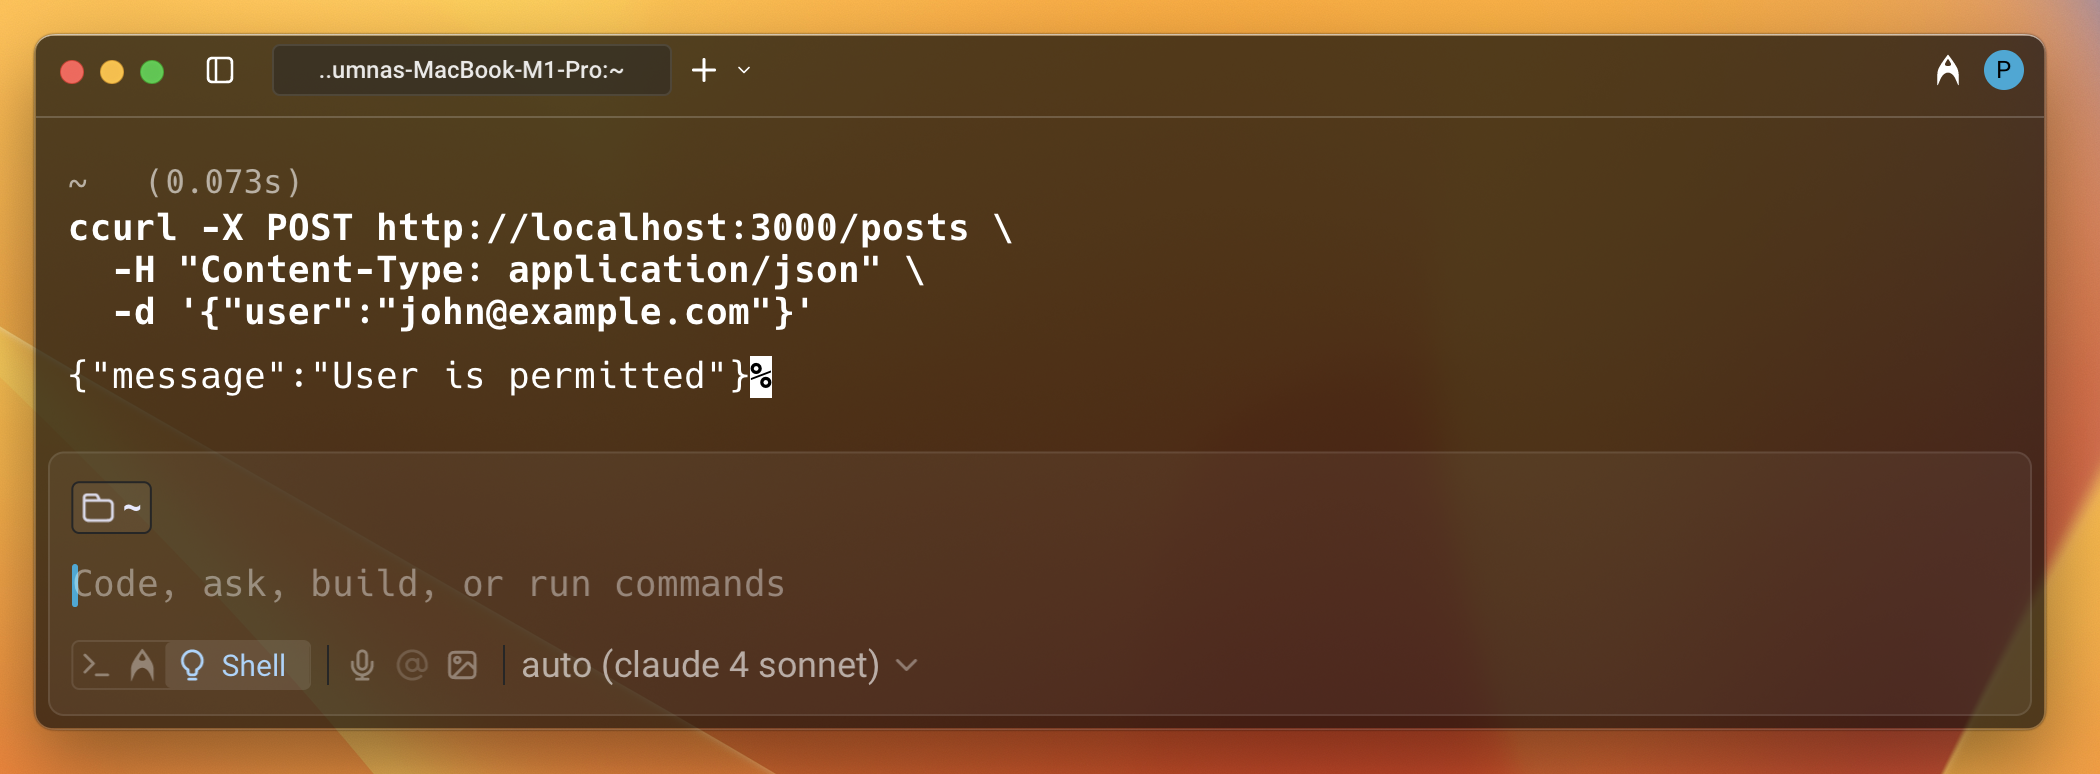 ..umnas-MacBook-M1-Pro:~
P
~ (0.073s)
ccurl -X POST http://localhost:3000/posts \
-H "Content-Type: application/json" \
-d '{"user":"john@example.com"}'
{"message":"User is permitted"}%
~
Code, ask, build, or run commands
Shell
auto (claude 4 sonnet)